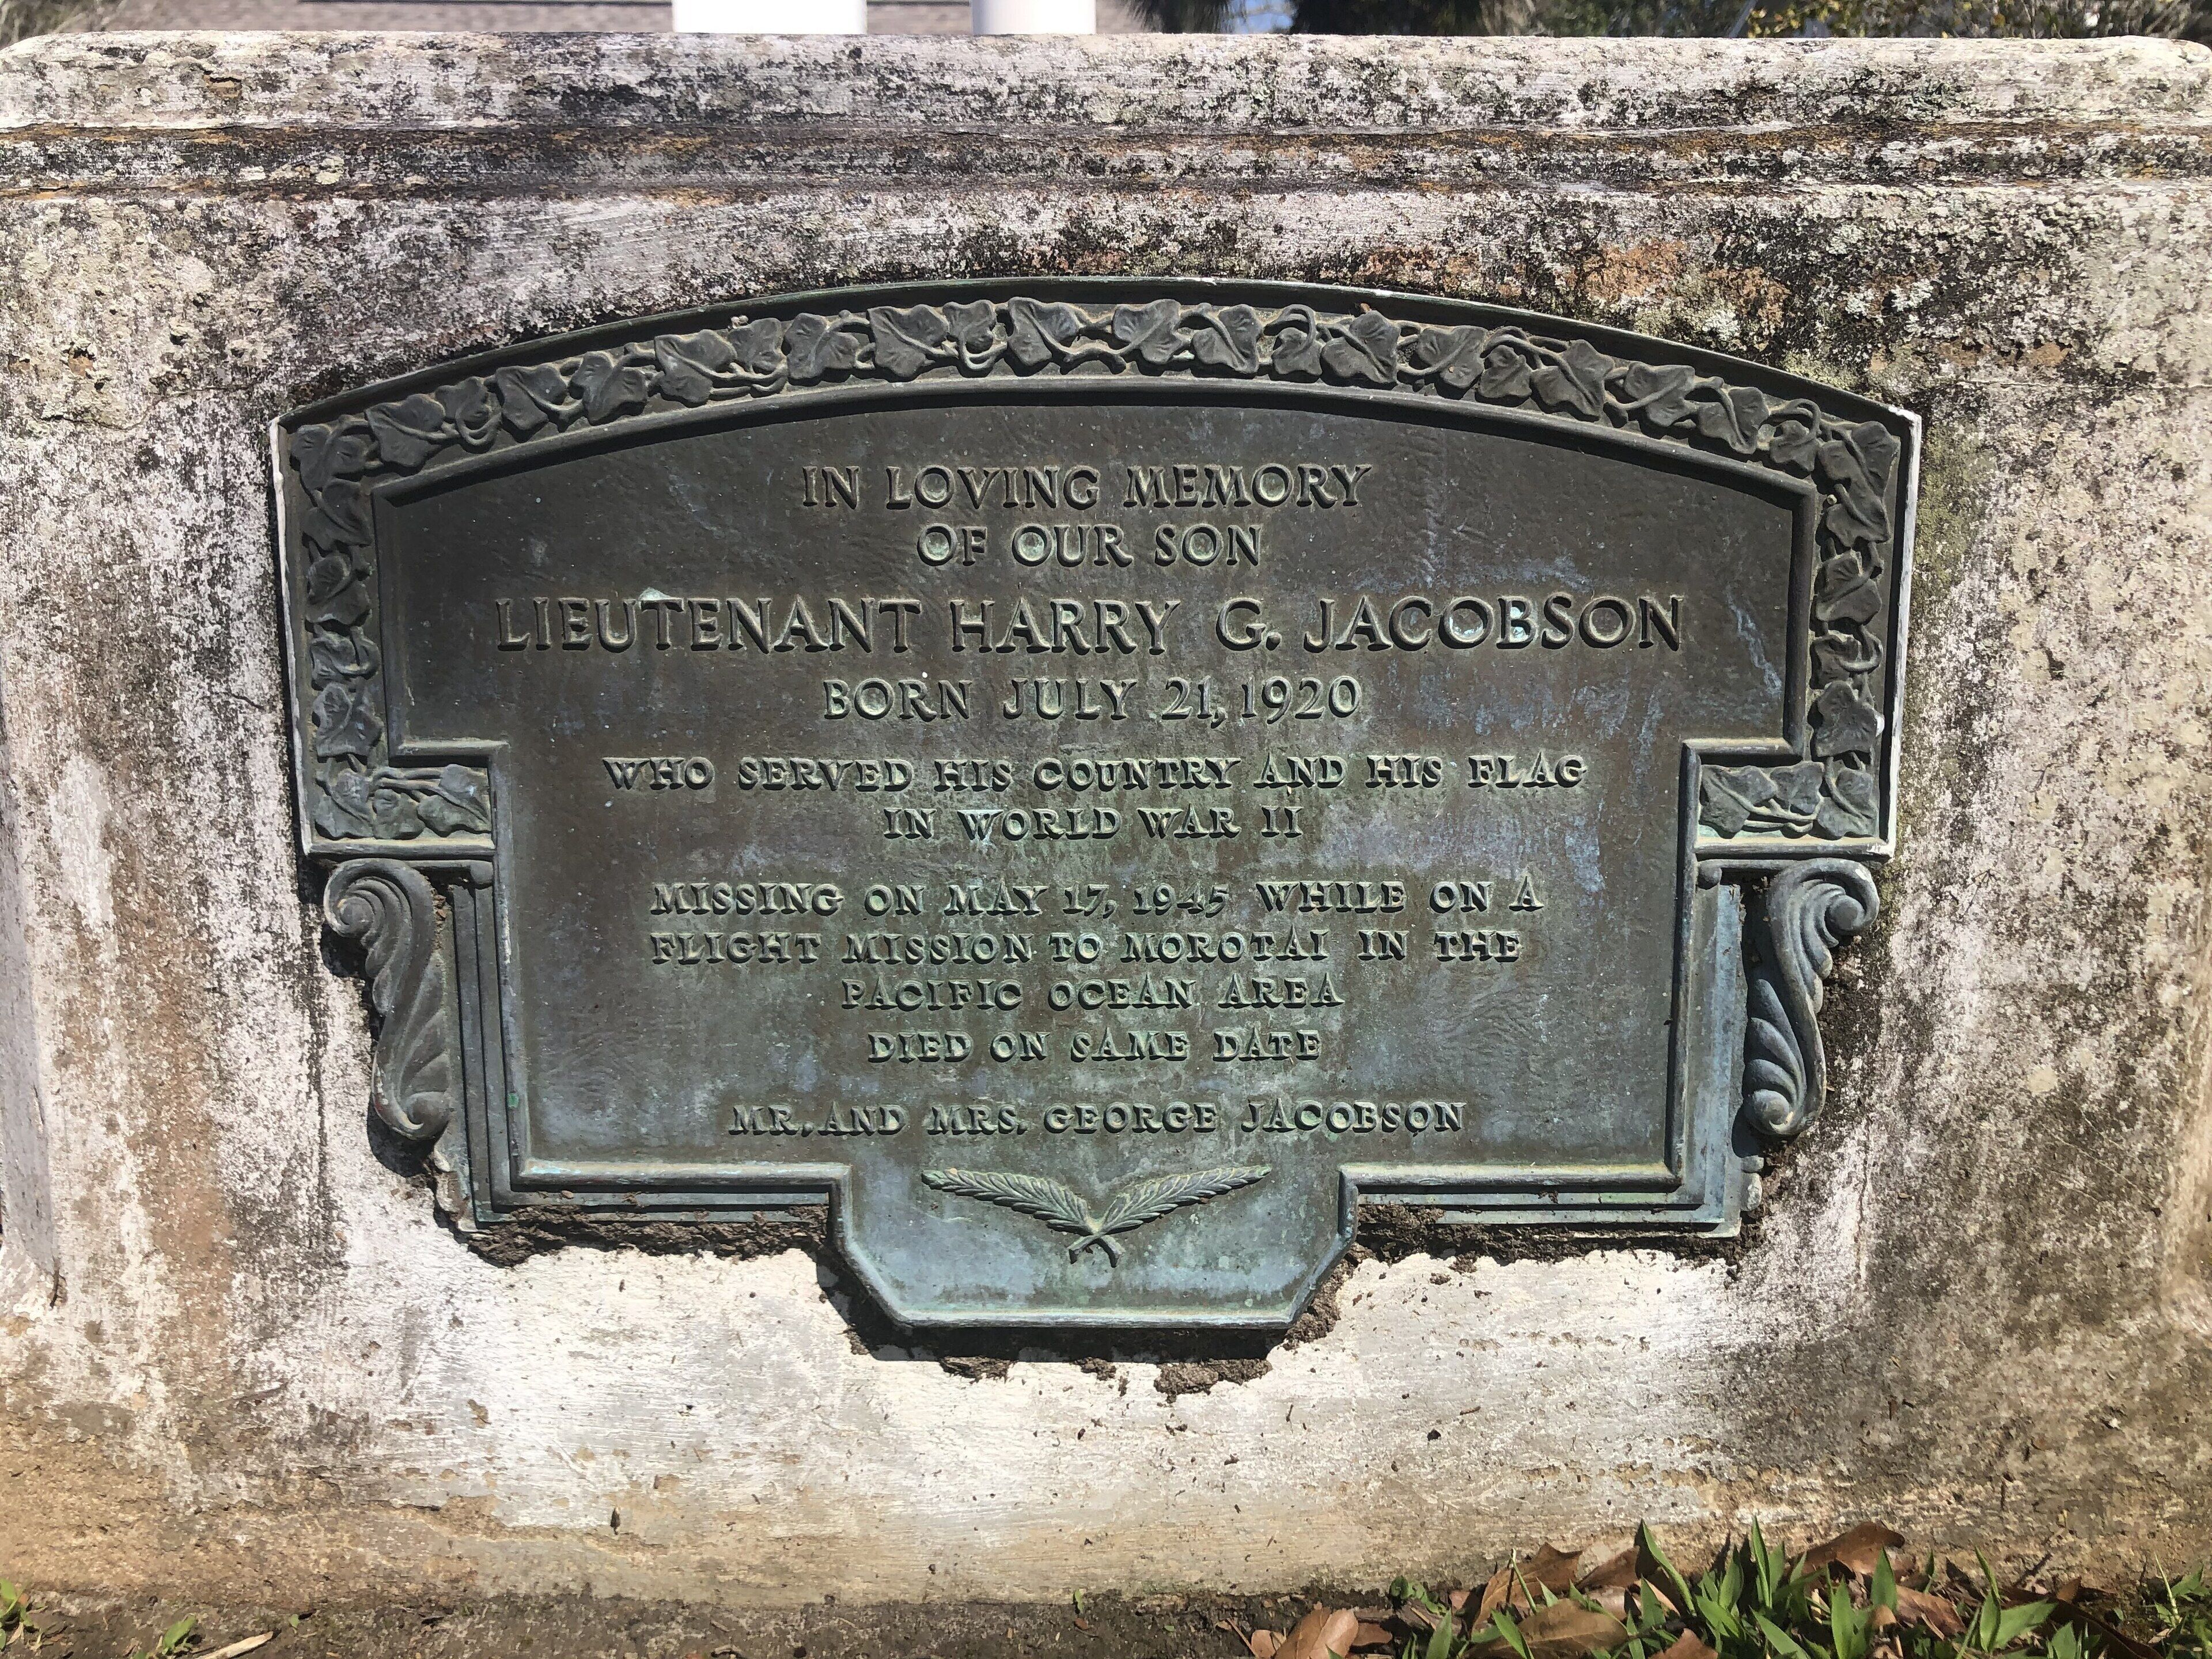 IN LOVING MEMORY
OF OUR SON
LIEUTENANT HARRY G. JACOBSON
BORN JULY 21, 1920
WHO SERVED HIS COUNTRY AND HIS FLAG
IN WORLD WAR II
MISSING ON MAY 17, 1945 WHILE ON A
FLIGHT MISSION TO MOROTAI IN THE
PACIFIC OCEAN AREA
DIED ON SAME DATE
MR. AND MRS. GEORGE JACOBSON